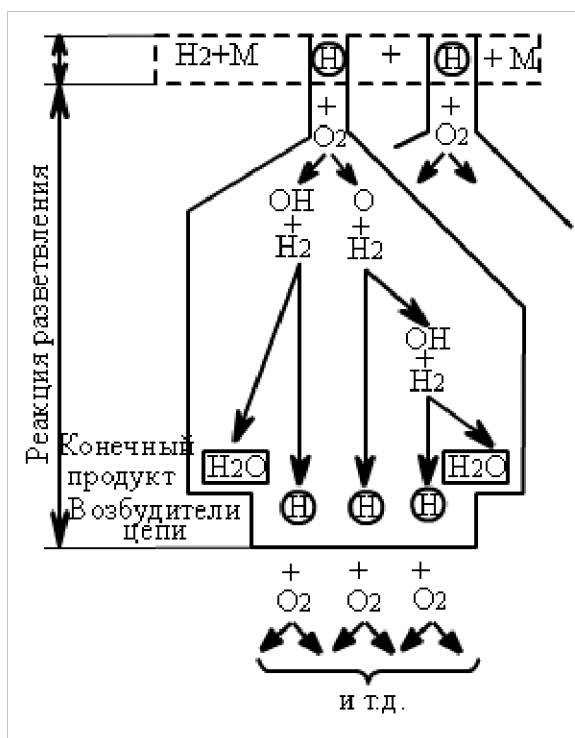 H2+M H + H + M
+ +
O2 O2
OH O
+ +
H2 H2
OH
+
H2
Реакция разветвления
Конечный
продукт
H2O H2O
Возбудители
цепи
H H H
+ + +
O2 O2 O2
и т.д.